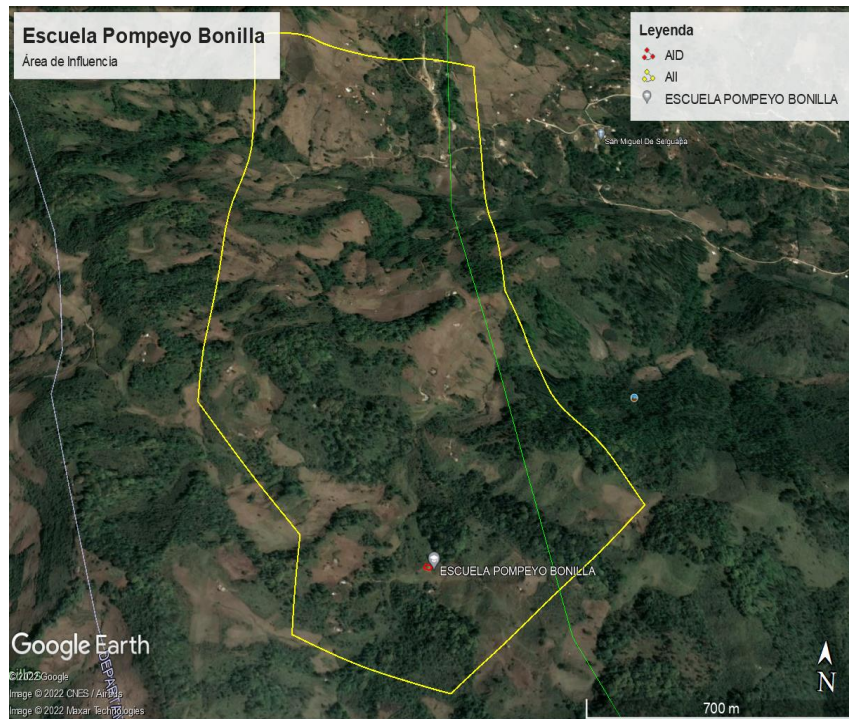 Escuela Pompeyo Bonilla
Área de Influencia
Leyenda
AID
AII
ESCUELA POMPEYO BONILLA
San Miguel De Selguapa
ESCUELA POMPEYO BONILLA
Google Earth
Image © 2022 CNES / Airbus
Image © 2022 Maxar Technologies
N
700 m